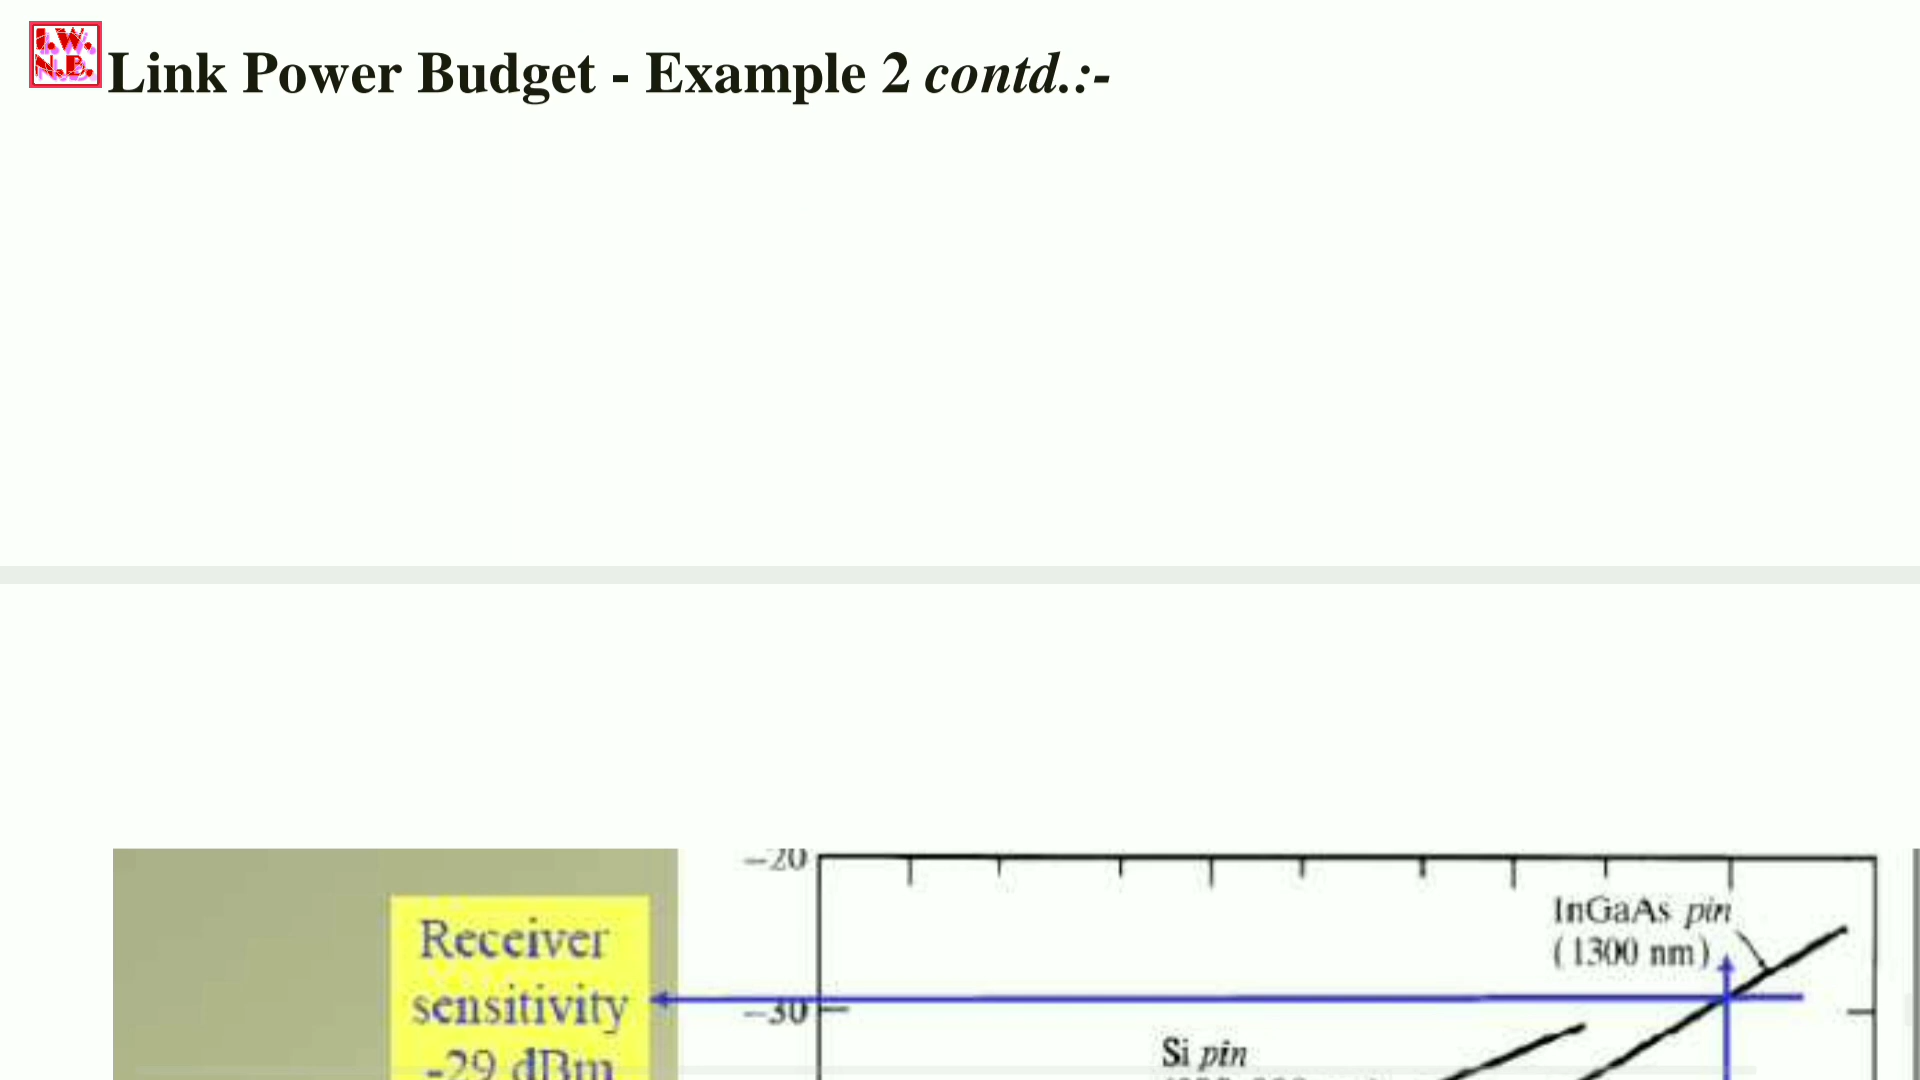 I.W.
N.B.
Link Power Budget - Example 2 contd.:-
Receiver
sensitivity
-29 dBm
–20
–30
InGaAs pin
(1300 nm)
Si pin